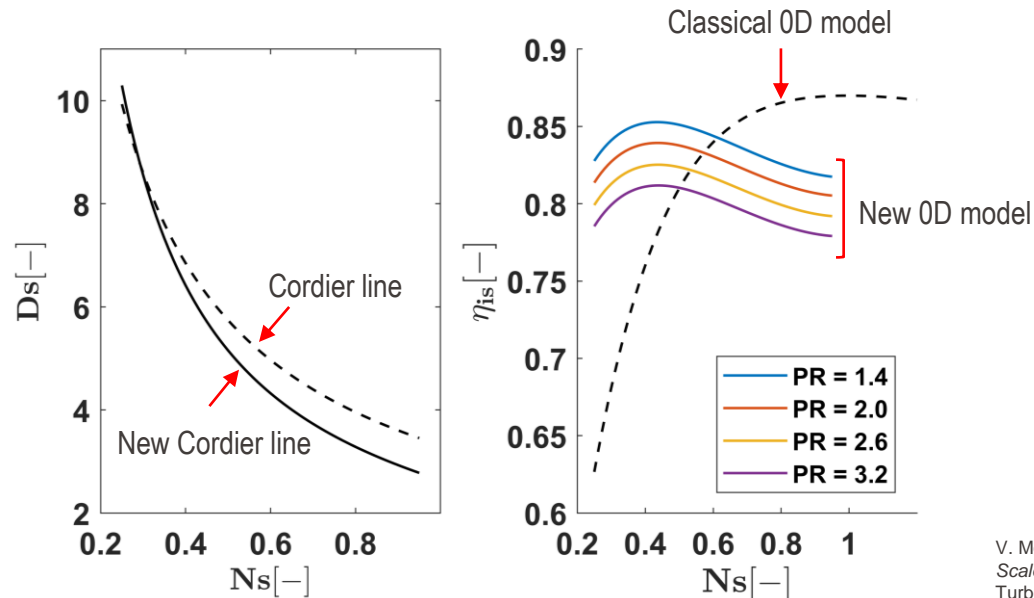 Classical 0D model
10
8
6
4
2
Ds[−]
0.2
0.4
0.6
0.8
Ns[−]
Cordier line
New Cordier line
0.9
0.85
0.8
0.75
0.7
0.65
0.6
ηis[−]
New 0D model
PR = 1.4
PR = 2.0
PR = 2.6
PR = 3.2
0.2
0.4
0.6
0.8
1
Ns[−]
V. M
Scale
Turb